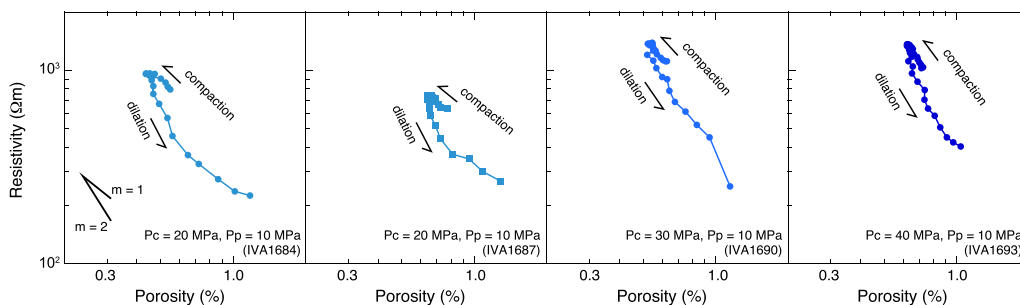 Resistivity (Ωm)
10³
10²
compaction
dilation
m = 1
m = 2
Pc = 20 MPa, Pp = 10 MPa
(IVA1684)
0.3
1.0
Porosity (%)
compaction
dilation
Pc = 20 MPa, Pp = 10 MPa
(IVA1687)
0.3
1.0
Porosity (%)
compaction
dilation
Pc = 30 MPa, Pp = 10 MPa
(IVA1690)
0.3
1.0
Porosity (%)
compaction
dilation
Pc = 40 MPa, Pp = 10 MPa
(IVA1693)
0.3
1.0
Porosity (%)